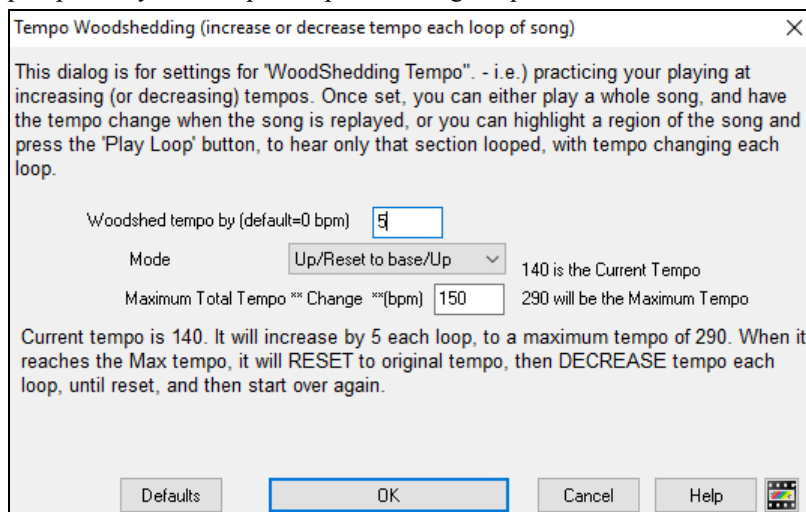 Tempo Woodshedding (increase or decrease tempo each loop of song)
This dialog is for settings for 'WoodShedding Tempo". - i.e.) practicing your playing at
increasing (or decreasing) tempos. Once set, you can either play a whole song, and have
the tempo change when the song is replayed, or you can highlight a region of the song and
press the 'Play Loop' button, to hear only that section looped, with tempo changing each
loop.
Woodshed tempo by (default=0 bpm) 5
Mode Up/Reset to base/Up 140 is the Current Tempo
Maximum Total Tempo ** Change **(bpm) 150 290 will be the Maximum Tempo
Current tempo is 140. It will increase by 5 each loop, to a maximum tempo of 290. When it
reaches the Max tempo, it will RESET to original tempo, then DECREASE tempo each
loop, until reset, and then start over again.
Defaults OK Cancel Help